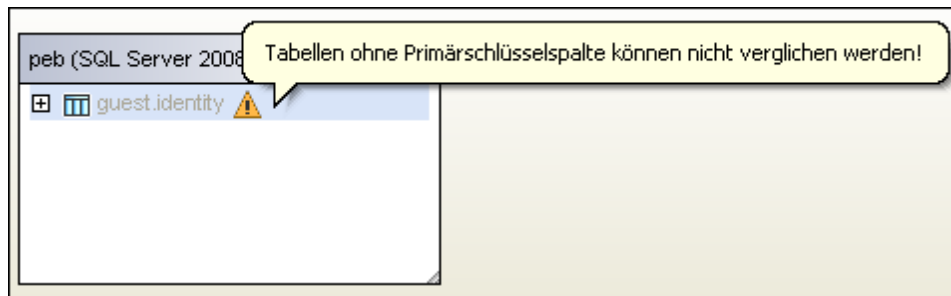 peb (SQL Server 2008
Tabellen ohne Primärschlüsselspalte können nicht verglichen werden!
guest.identity